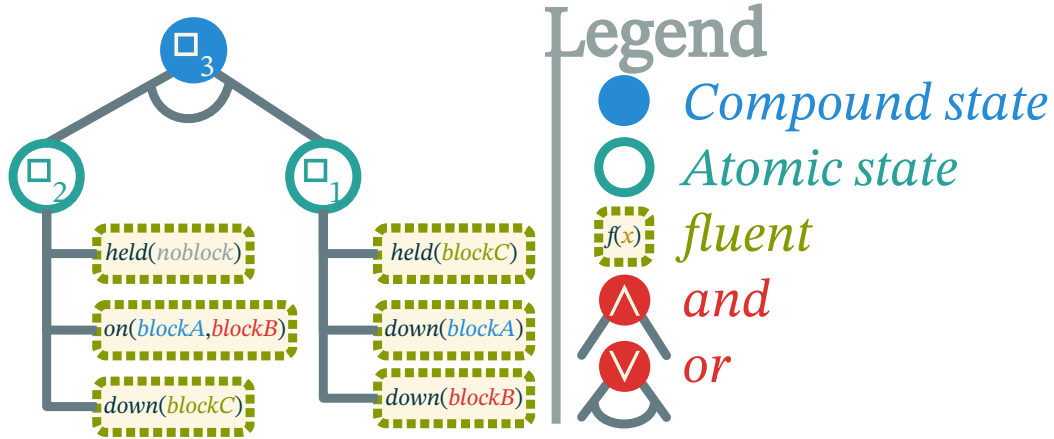 □3
□2
□1
held(noblock)
on(blockA,blockB)
down(blockC)
held(blockC)
down(blockA)
down(blockB)
Legend
Compound state
Atomic state
f(x) fluent
∧ and
∨ or